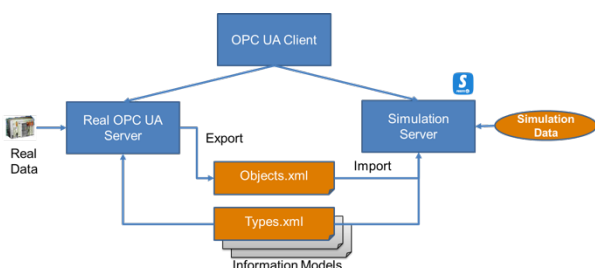 OPC UA Client
Real OPC UA
Server
Simulation
Server
Simulation
Data
Real
Data
Export
Import
Objects.xml
Types.xml
Information Models